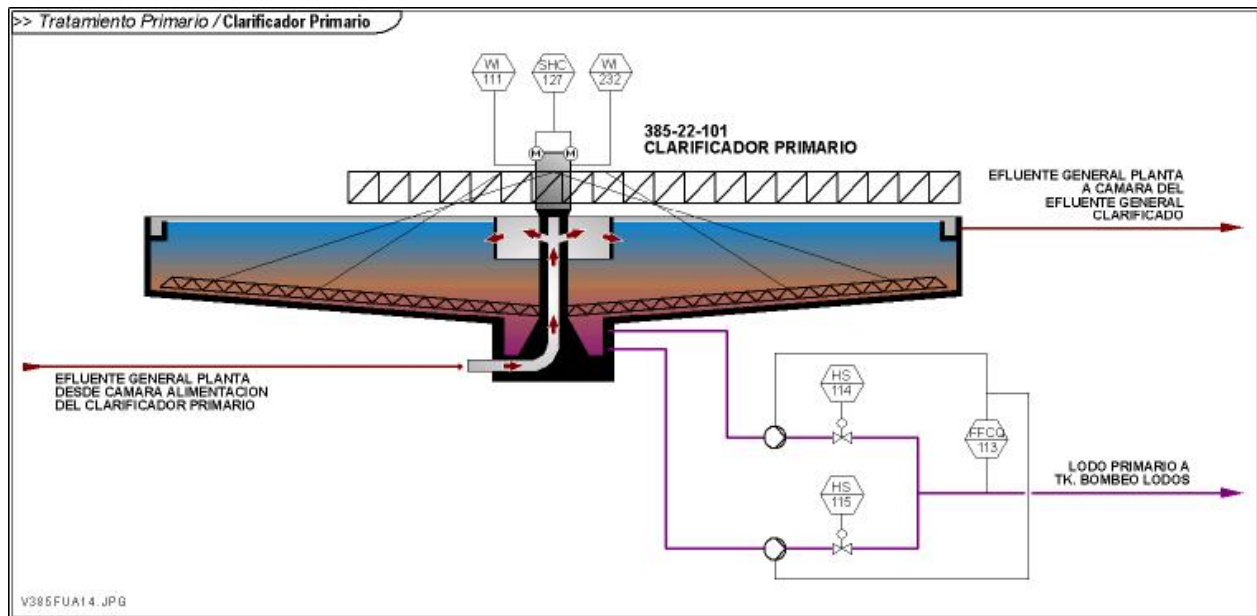 >> Tratamiento Primario / Clarificador Primario
WI
111
SHC
127
WI
232
385-22-101
CLARIFICADOR PRIMARIO
M
M
EFLUENTE GENERAL PLANTA
A CAMARA DEL
EFLUENTE GENERAL
CLARIFICADO
EFLUENTE GENERAL PLANTA
DESDE CAMARA ALIMENTACION
DEL CLARIFICADOR PRIMARIO
HS
114
FFCQ
113
LODO PRIMARIO A
TK. BOMBEO LODOS
HS
115
V385FUA14.JPG